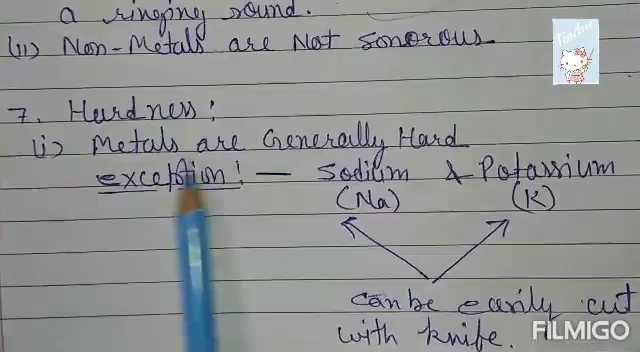 a ringing sound.
(ii) Non-Metals are Not sonorous.
Teacher
7. Hardness:
(i) Metals are Generally Hard
exception! — Sodium & Potassium
(Na) (K)
can be easily cut
with knife.
FILMIGO